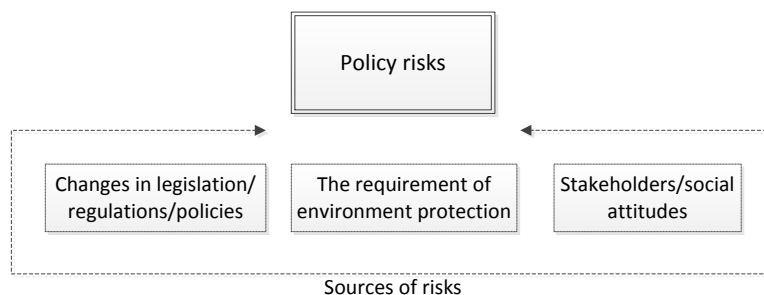 Policy risks
Changes in legislation/
regulations/policies
The requirement of
environment protection
Stakeholders/social
attitudes
Sources of risks